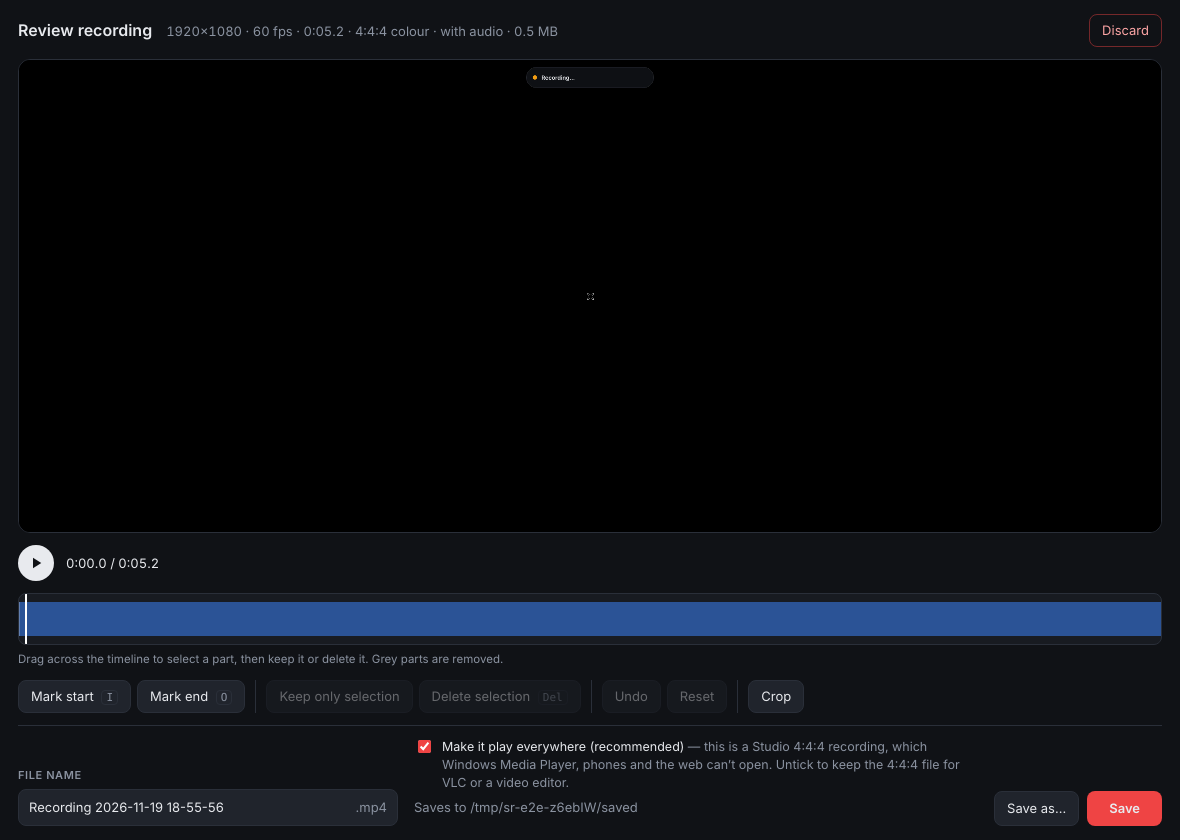 Review recording 1920×1080 · 60 fps · 0:05.2 · 4:4:4 colour · with audio · 0.5 MB Discard
Recording...
0:00.0 / 0:05.2
Drag across the timeline to select a part, then keep it or delete it. Grey parts are removed.
Mark start I Mark end O Keep only selection Delete selection Del Undo Reset Crop
Make it play everywhere (recommended) — this is a Studio 4:4:4 recording, which
Windows Media Player, phones and the web can't open. Untick to keep the 4:4:4 file for
VLC or a video editor.
FILE NAME
Recording 2026-11-19 18-55-56 .mp4 Saves to /tmp/sr-e2e-z6ebIW/saved Save as... Save